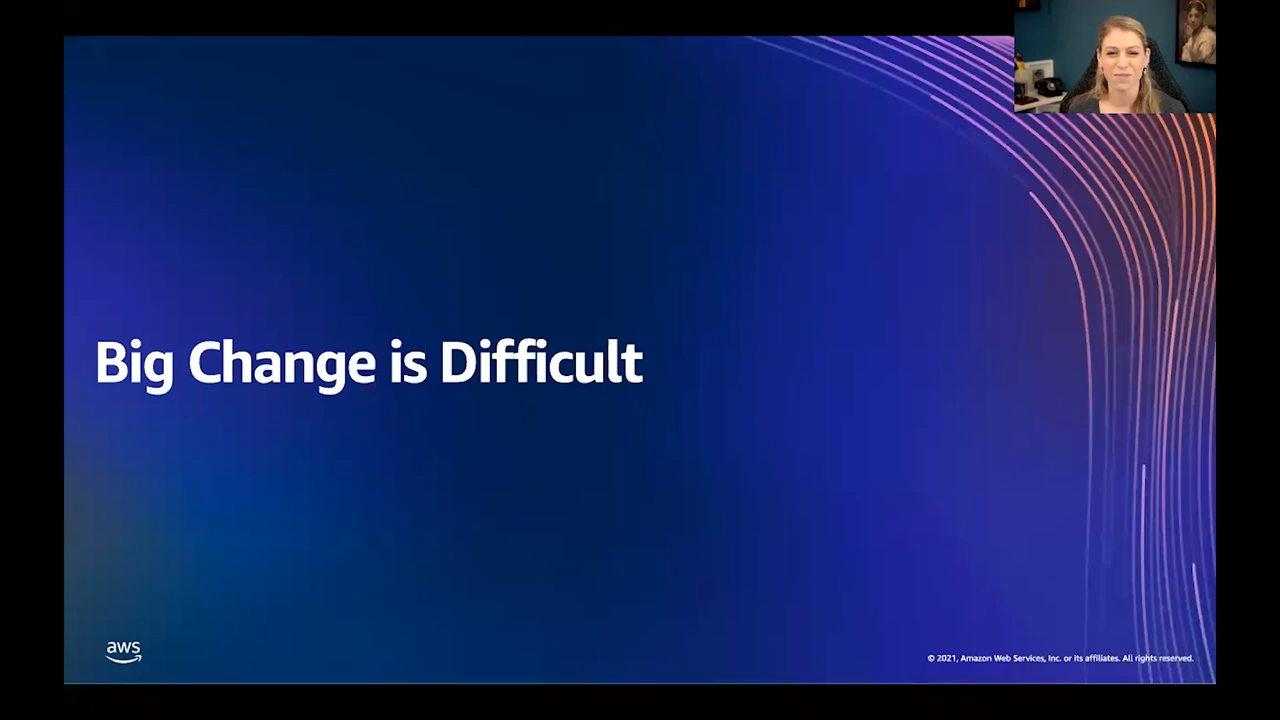 Big Change is Difficult
aws
© 2021, Amazon Web Services, Inc. or its affiliates. All rights reserved.